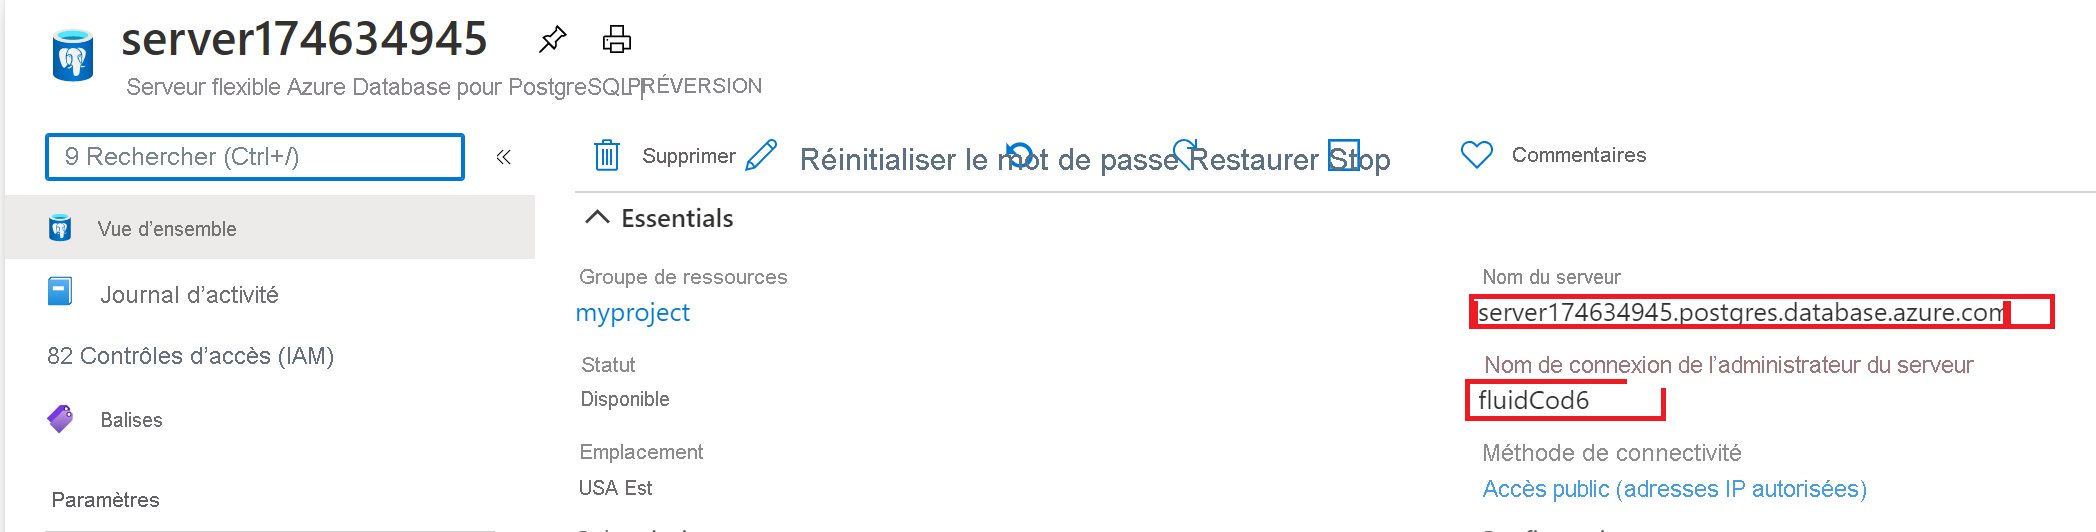 server174634945
Serveur flexible Azure Database pour PostgreSQL | PRÉVERSION
9 Rechercher (Ctrl+/)
«
Supprimer
Réinitialiser le mot de passe Restaurer Stop
Commentaires
Vue d’ensemble
Journal d’activité
82 Contrôles d’accès (IAM)
Balises
Paramètres
Essentials
Groupe de ressources
myproject
Statut
Disponible
Emplacement
USA Est
Nom du serveur
server174634945.postgres.database.azure.com
Nom de connexion de l’administrateur du serveur
fluidCod6
Méthode de connectivité
Accès public (adresses IP autorisées)